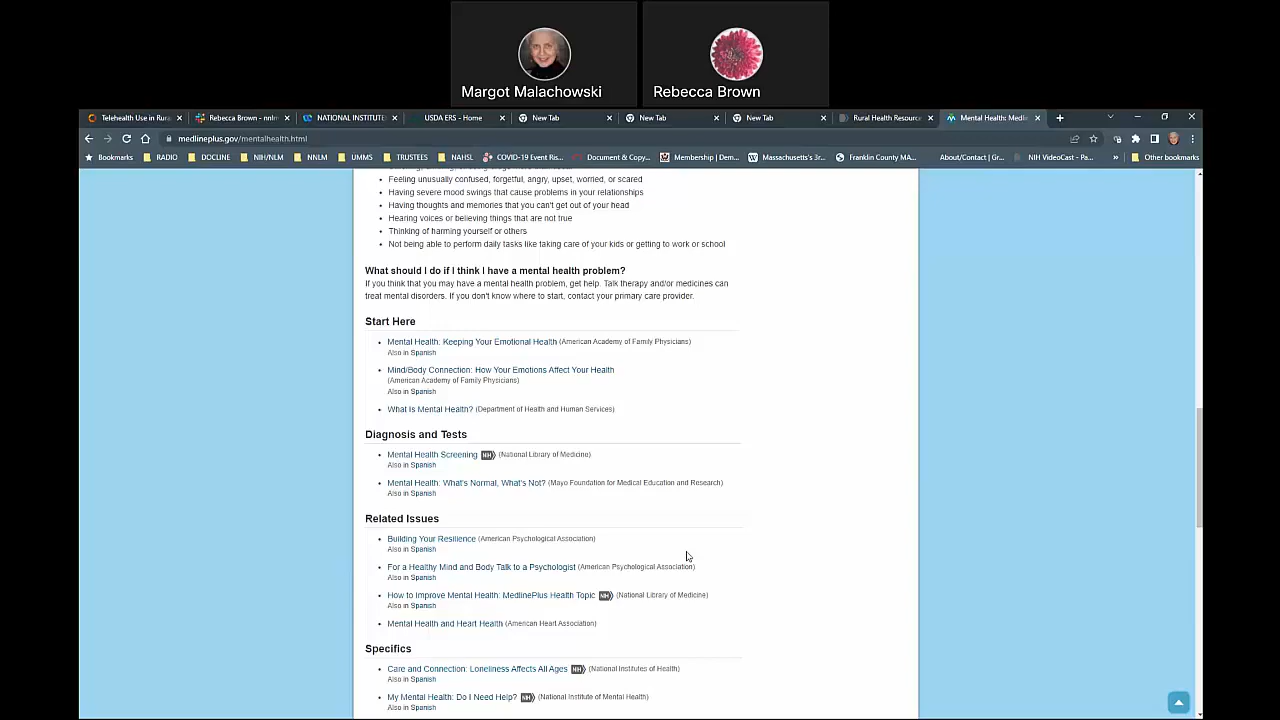 Margot Malachowski
Rebecca Brown
Telehealth Use in Rura
Rebecca Brown - nnlm
NATIONAL INSTITUTE
USDA ERS - Home
New Tab
New Tab
New Tab
Rural Health Resource
Mental Health: Medlin
medlineplus.gov/mentalhealth.html
Bookmarks
RADIO
DOCLINE
NIH/NLM
NNLM
UMMS
TRUSTEES
NAHSL
COVID-19 Event Ris...
Document & Copy...
Membership | Dem...
Massachusetts's 3r...
Franklin County MA...
About/Contact | Gr...
NIH VideoCast - Pa...
Other bookmarks
Feeling unusually confused, forgetful, angry, upset, worried, or scared
Having severe mood swings that cause problems in your relationships
Having thoughts and memories that you can't get out of your head
Hearing voices or believing things that are not true
Thinking of harming yourself or others
Not being able to perform daily tasks like taking care of your kids or getting to work or school
What should I do if I think I have a mental health problem?
If you think that you may have a mental health problem, get help. Talk therapy and/or medicines can
treat mental disorders. If you don't know where to start, contact your primary care provider.
Start Here
Mental Health: Keeping Your Emotional Health (American Academy of Family Physicians)
Also in Spanish
Mind/Body Connection: How Your Emotions Affect Your Health
(American Academy of Family Physicians)
Also in Spanish
What Is Mental Health? (Department of Health and Human Services)
Diagnosis and Tests
Mental Health Screening NIH (National Library of Medicine)
Also in Spanish
Mental Health: What's Normal, What's Not? (Mayo Foundation for Medical Education and Research)
Also in Spanish
Related Issues
Building Your Resilience (American Psychological Association)
Also in Spanish
For a Healthy Mind and Body Talk to a Psychologist (American Psychological Association)
Also in Spanish
How to Improve Mental Health: MedlinePlus Health Topic NIH (National Library of Medicine)
Also in Spanish
Mental Health and Heart Health (American Heart Association)
Specifics
Care and Connection: Loneliness Affects All Ages NIH (National Institutes of Health)
Also in Spanish
My Mental Health: Do I Need Help? NIH (National Institute of Mental Health)
Also in Spanish